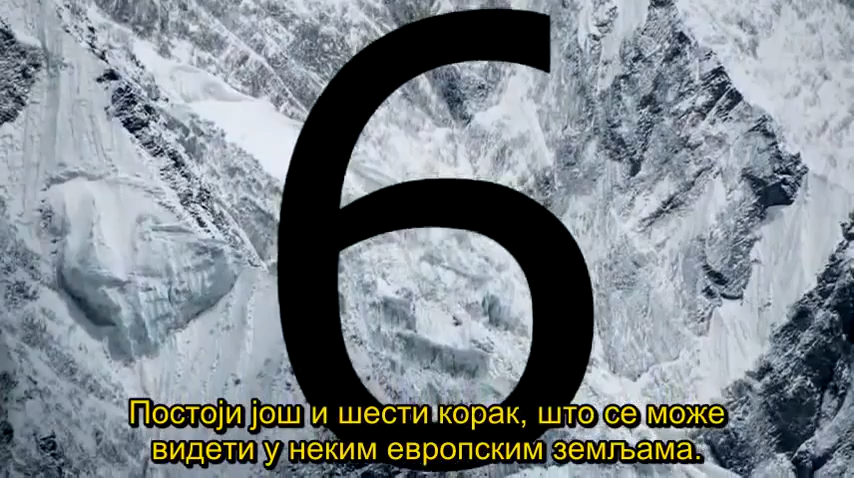 6
Постоји још и шести корак, што се може
видети у неким европским земљама.